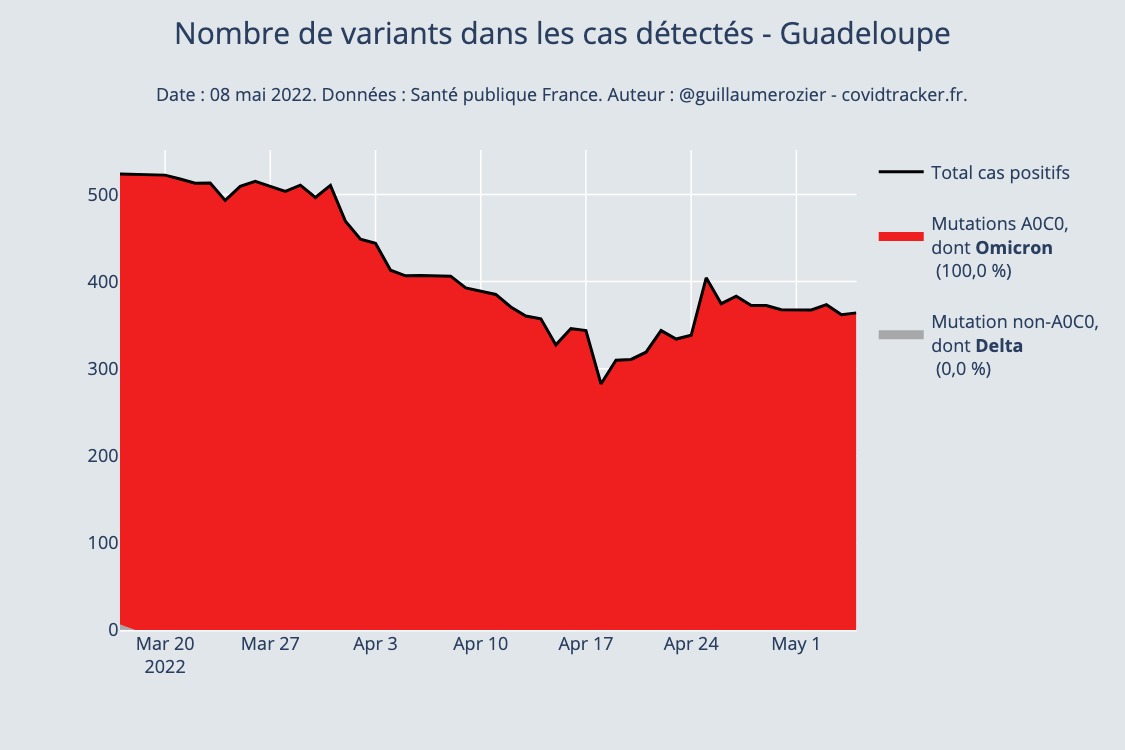 Nombre de variants dans les cas détectés - Guadeloupe
Date : 08 mai 2022. Données : Santé publique France. Auteur : @guillaumerozier - covidtracker.fr.
Total cas positifs
Mutations A0C0,
dont Omicron
(100,0 %)
Mutation non-A0C0,
dont Delta
(0,0 %)
500
400
300
200
100
0
Mar 20
2022
Mar 27
Apr 3
Apr 10
Apr 17
Apr 24
May 1